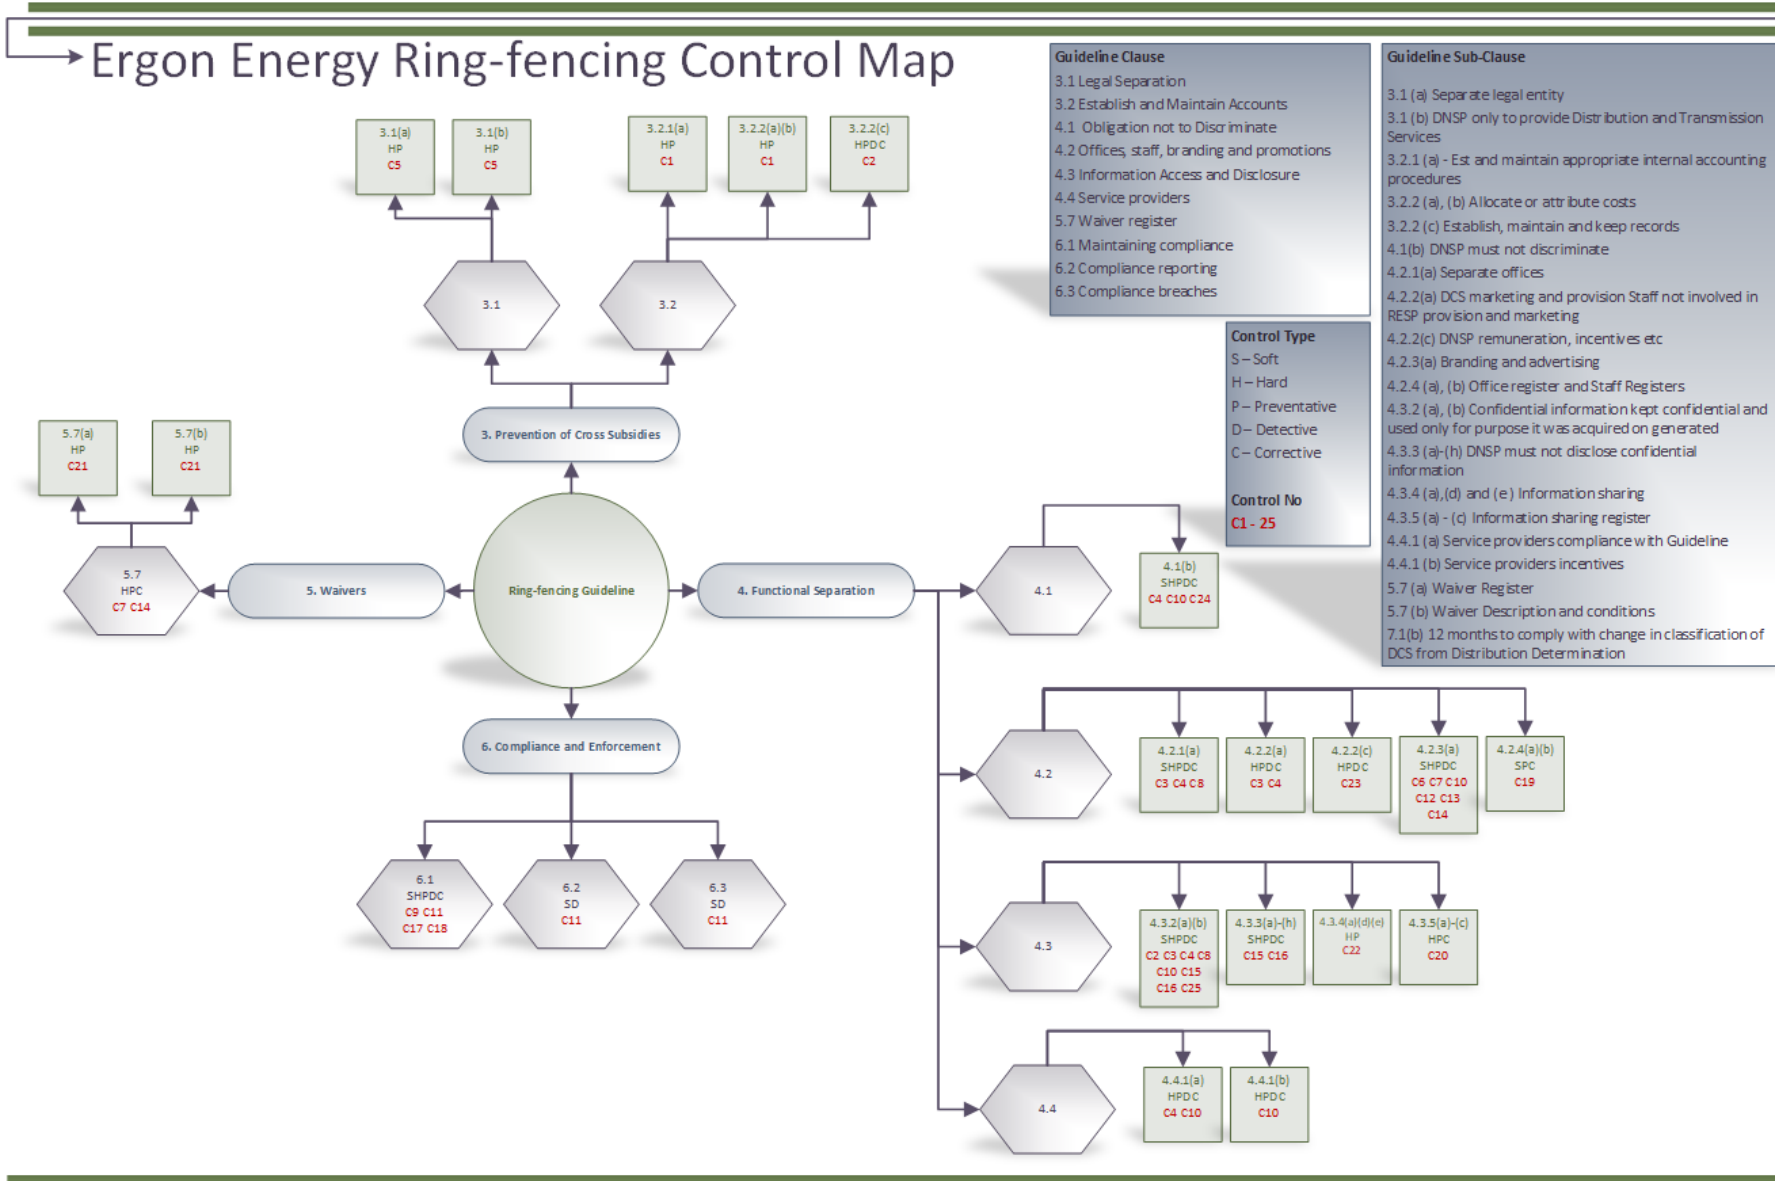 Ergon Energy Ring-fencing Control Map
Guideline Clause
3.1 Legal Separation
3.2 Establish and Maintain Accounts
4.1 Obligation not to Discriminate
4.2 Offices, staff, branding and promotions
4.3 Information Access and Disclosure
4.4 Service providers
5.7 Waiver register
6.1 Maintaining compliance
6.2 Compliance reporting
6.3 Compliance breaches
Guideline Sub-Clause
3.1 (a) Separate legal entity
3.1 (b) DNSP only to provide Distribution and Transmission
Services
3.2.1 (a) - Est and maintain appropriate internal accounting
procedures
3.2.2 (a), (b) Allocate or attribute costs
3.2.2 (c) Establish, maintain and keep records
4.1(b) DNSP must not discriminate
4.2.1(a) Separate offices
4.2.2(a) DCS marketing and provision Staff not involved in
RESP provision and marketing
4.2.2(c) DNSP remuneration, incentives etc
4.2.3(a) Branding and advertising
4.2.4 (a), (b) Office register and Staff Registers
4.3.2 (a), (b) Confidential information kept confidential and
used only for purpose it was acquired on generated
4.3.3 (a)-(h) DNSP must not disclose confidential
information
4.3.4 (a),(d) and (e ) Information sharing
4.3.5 (a) - (c) Information sharing register
4.4.1 (a) Service providers compliance with Guideline
4.4.1 (b) Service providers incentives
5.7 (a) Waiver Register
5.7 (b) Waiver Description and conditions
7.1(b) 12 months to comply with change in classification of
DCS from Distribution Determination
Control Type
S – Soft
H – Hard
P – Preventative
D – Detective
C – Corrective
Control No
C1 - 25
3.1(a)
HP
C5
3.1(b)
HP
C5
3.2.1(a)
HP
C1
3.2.2(a)(b)
HP
C1
3.2.2(c)
HPDC
C2
3.1
3.2
3. Prevention of Cross Subsidies
5.7(a)
HP
C21
5.7(b)
HP
C21
5.7
HPC
C7 C14
5. Waivers
Ring-fencing Guideline
4. Functional Separation
4.1
4.1(b)
SHPDC
C4 C10 C24
6. Compliance and Enforcement
6.1
SHPDC
C9 C11
C17 C18
6.2
SD
C11
6.3
SD
C11
4.2
4.2.1(a)
SHPDC
C3 C4 C8
4.2.2(a)
HPDC
C3 C4
4.2.2(c)
HPDC
C23
4.2.3(a)
SHPDC
C6 C7 C10
C12 C13
C14
4.2.4(a)(b)
SPC
C19
4.3
4.3.2(a)(b)
SHPDC
C2 C3 C4 C8
C10 C15
C16 C25
4.3.3(a)-(h)
SHPDC
C15 C16
4.3.4(a)(d)(e)
HP
C22
4.3.5(a)-(c)
HPC
C20
4.4
4.4.1(a)
HPDC
C4 C10
4.4.1(b)
HPDC
C10